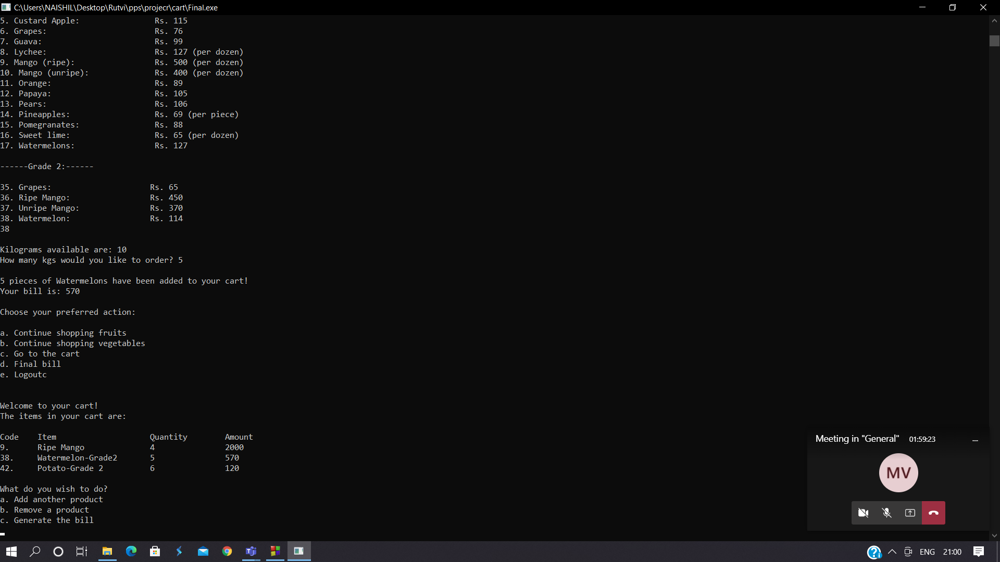 C:\Users\NAISHIL\Desktop\Rutvi\pps\projecr\cart\Final.exe
5. Custard Apple: Rs. 115
6. Grapes: Rs. 76
7. Guava: Rs. 99
8. Lychee: Rs. 127 (per dozen)
9. Mango (ripe): Rs. 500 (per dozen)
10. Mango (unripe): Rs. 400 (per dozen)
11. Orange: Rs. 89
12. Papaya: Rs. 105
13. Pears: Rs. 106
14. Pineapples: Rs. 69 (per piece)
15. Pomegranates: Rs. 88
16. Sweet lime: Rs. 65 (per dozen)
17. Watermelons: Rs. 127
------Grade 2:------
35. Grapes: Rs. 65
36. Ripe Mango: Rs. 450
37. Unripe Mango: Rs. 370
38. Watermelon: Rs. 114
38
Kilograms available are: 10
How many kgs would you like to order? 5
5 pieces of Watermelons have been added to your cart!
Your bill is: 570
Choose your preferred action:
a. Continue shopping fruits
b. Continue shopping vegetables
c. Go to the cart
d. Final bill
e. Logoutc
Welcome to your cart!
The items in your cart are:
Code Item Quantity Amount
9. Ripe Mango 4 2000
38. Watermelon-Grade2 5 570
42. Potato-Grade 2 6 120
What do you wish to do?
a. Add another product
b. Remove a product
c. Generate the bill
Meeting in "General" 01:59:23
MV
ENG 21:00